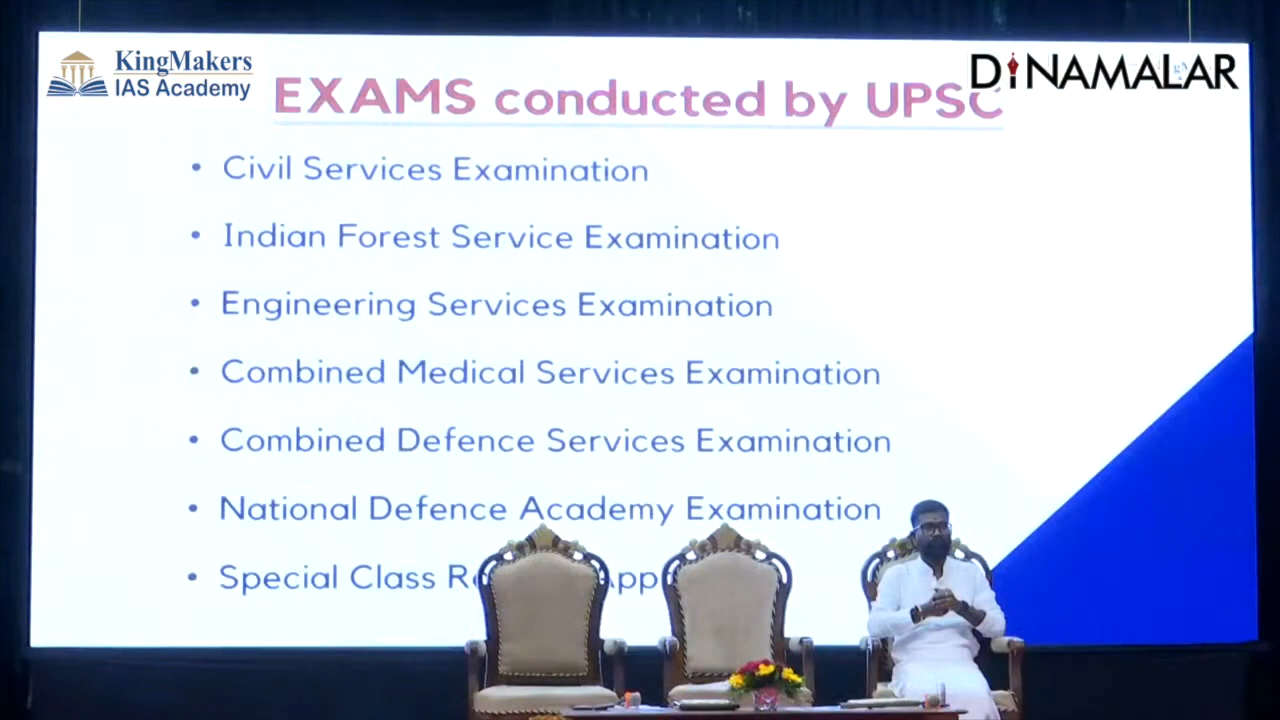 KingMakers
IAS Academy
DINAMALAR
EXAMS conducted by UPSC
• Civil Services Examination
• Indian Forest Service Examination
• Engineering Services Examination
• Combined Medical Services Examination
• Combined Defence Services Examination
• National Defence Academy Examination
• Special Class